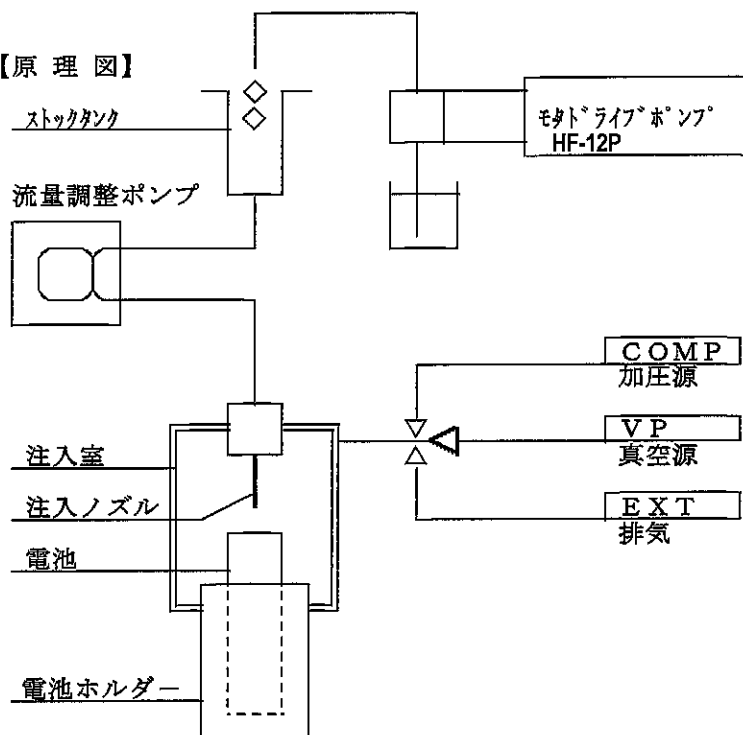 【原 理 図】
ストックタンク
モタドライブポンプ
HF-12P
流量調整ポンプ
COMP
加圧源
VP
真空源
EXT
排気
注入室
注入ノズル
電池
電池ホルダー